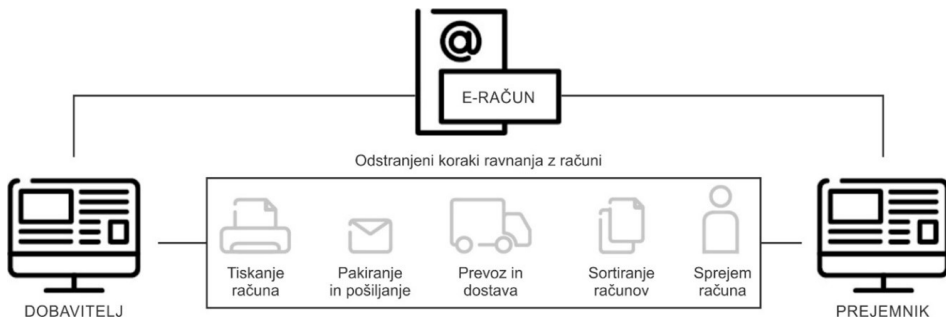 @
E-RAČUN
Odstranjeni koraki ravnanja z računi
Tiskanje
računa
Pakiranje
in pošiljanje
Prevoz in
dostava
Sortiranje
računov
Sprejem
računa
DOBAVITELJ
PREJEMNIK